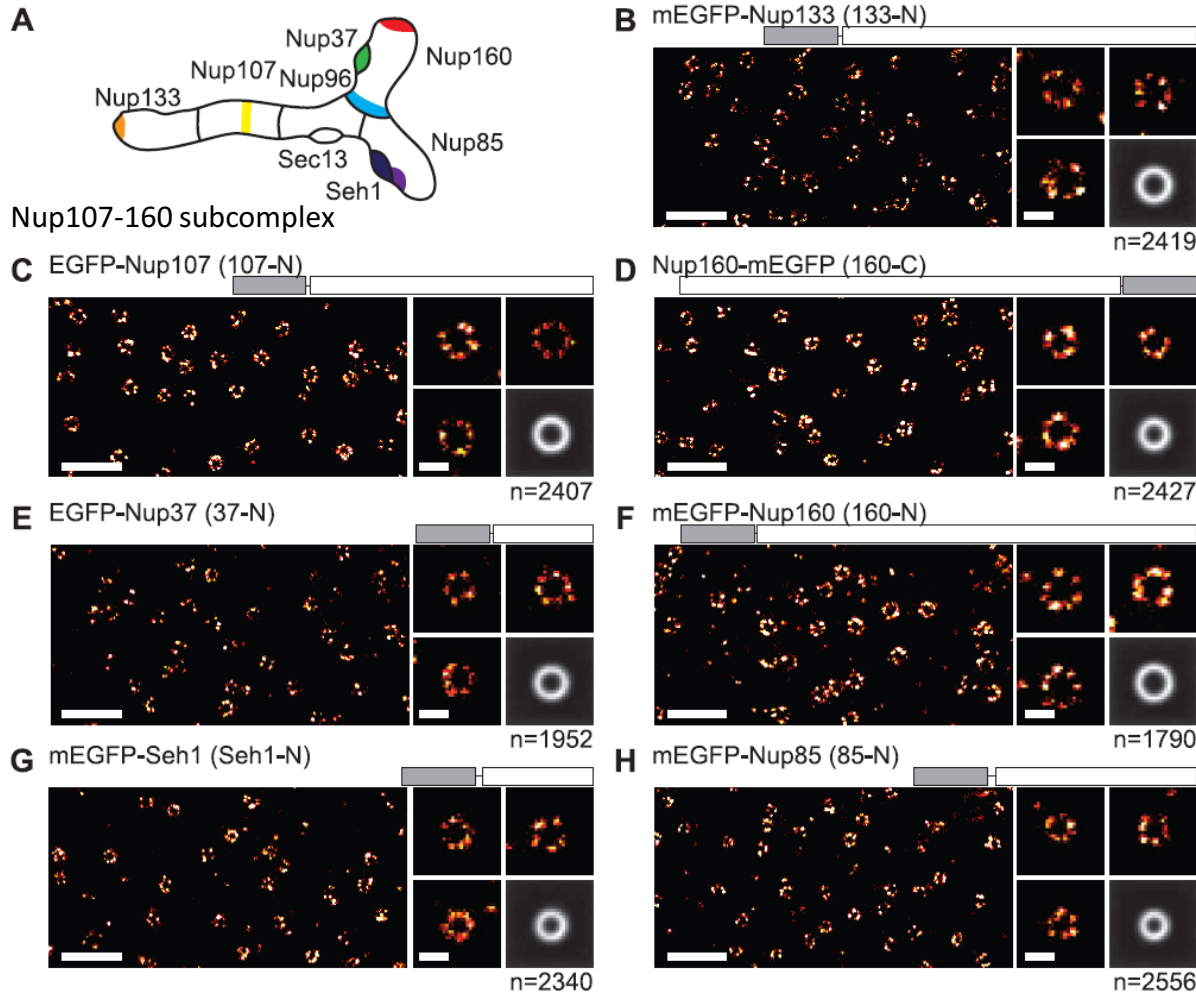 A
Nup37
Nup160
Nup107
Nup96
Nup133
Nup85
Sec13
Seh1
Nup107-160 subcomplex
B mEGFP-Nup133 (133-N)
n=2419
C EGFP-Nup107 (107-N)
n=2407
D Nup160-mEGFP (160-C)
n=2427
E EGFP-Nup37 (37-N)
n=1952
F mEGFP-Nup160 (160-N)
n=1790
G mEGFP-Seh1 (Seh1-N)
n=2340
H mEGFP-Nup85 (85-N)
n=2556